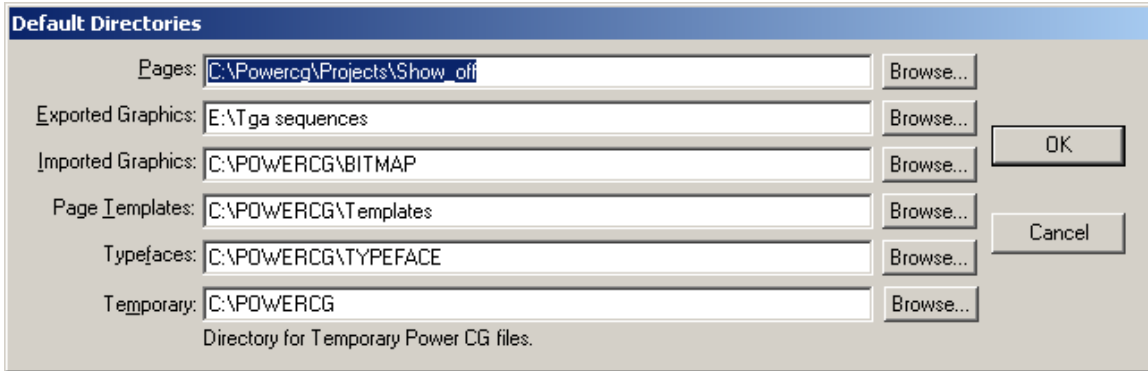 Default Directories
Pages: C:\Powercg\Projects\Show_off Browse...
Exported Graphics: E:\Tga sequences Browse...
Imported Graphics: C:\POWERCG\BITMAP Browse...
OK
Page Templates: C:\POWERCG\Templates Browse...
Cancel
Typefaces: C:\POWERCG\TYPEFACE Browse...
Temporary: C:\POWERCG Browse...
Directory for Temporary Power CG files.